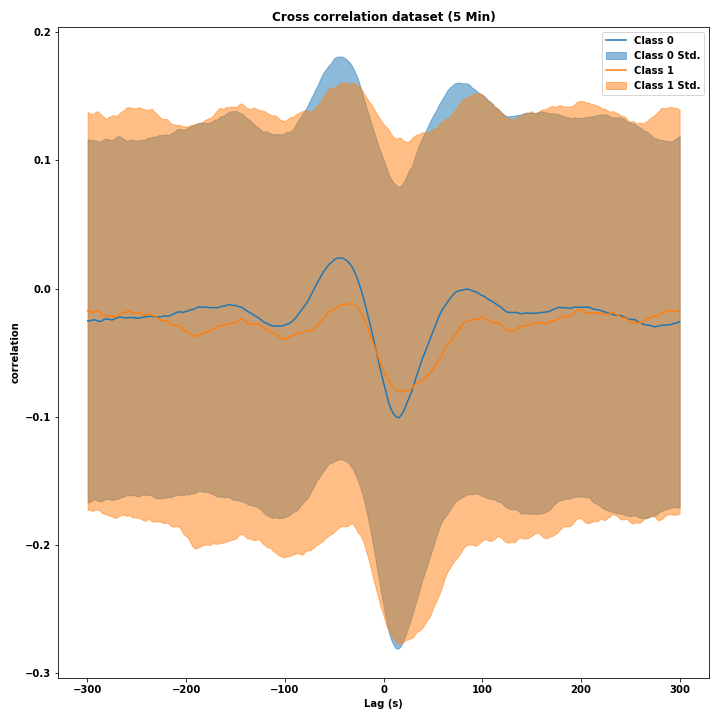 Cross correlation dataset (5 Min)
Class 0
Class 0 Std.
Class 1
Class 1 Std.
0.2
0.1
0.0
−0.1
−0.2
−0.3
correlation
−300
−200
−100
0
100
200
300
Lag (s)